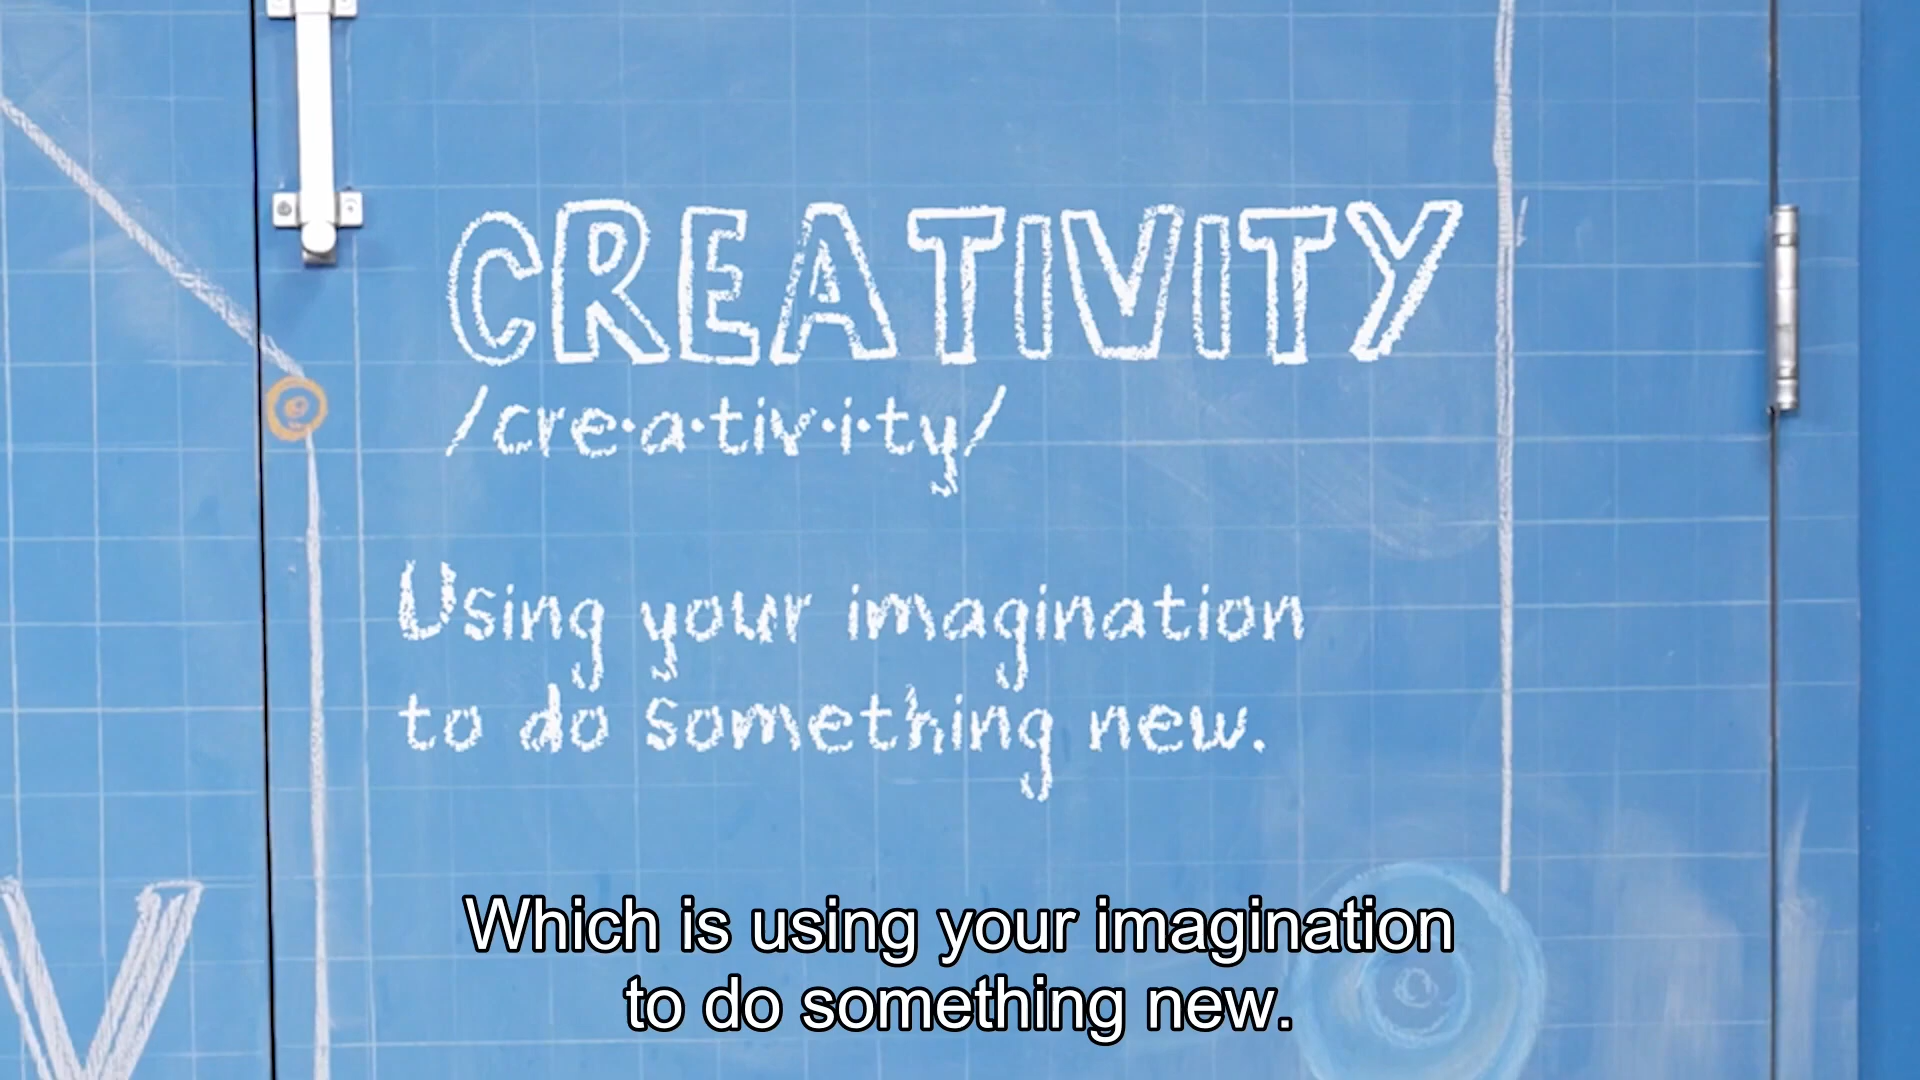 CREATIVITY
/cre·a·tiv·i·ty/
Using your imagination
to do something new.
Which is using your imagination
to do something new.